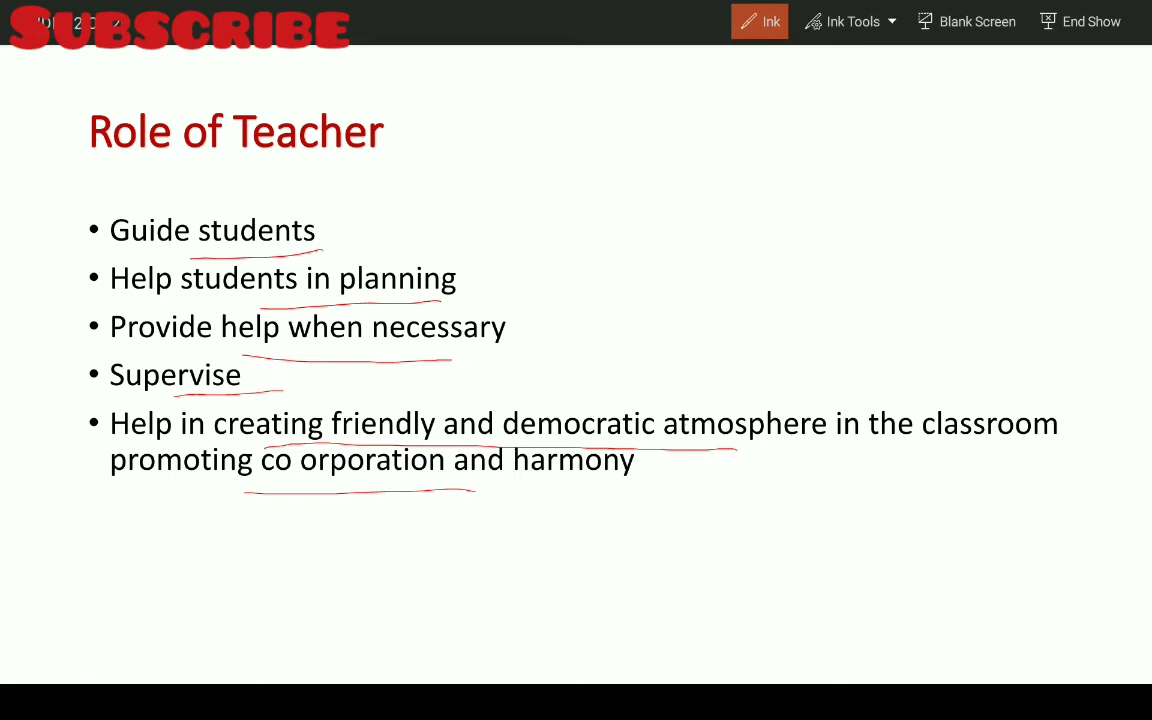 SUBSCRIBE
Ink
Ink Tools
Blank Screen
End Show
Role of Teacher
• Guide students
• Help students in planning
• Provide help when necessary
• Supervise
• Help in creating friendly and democratic atmosphere in the classroom
promoting co orporation and harmony